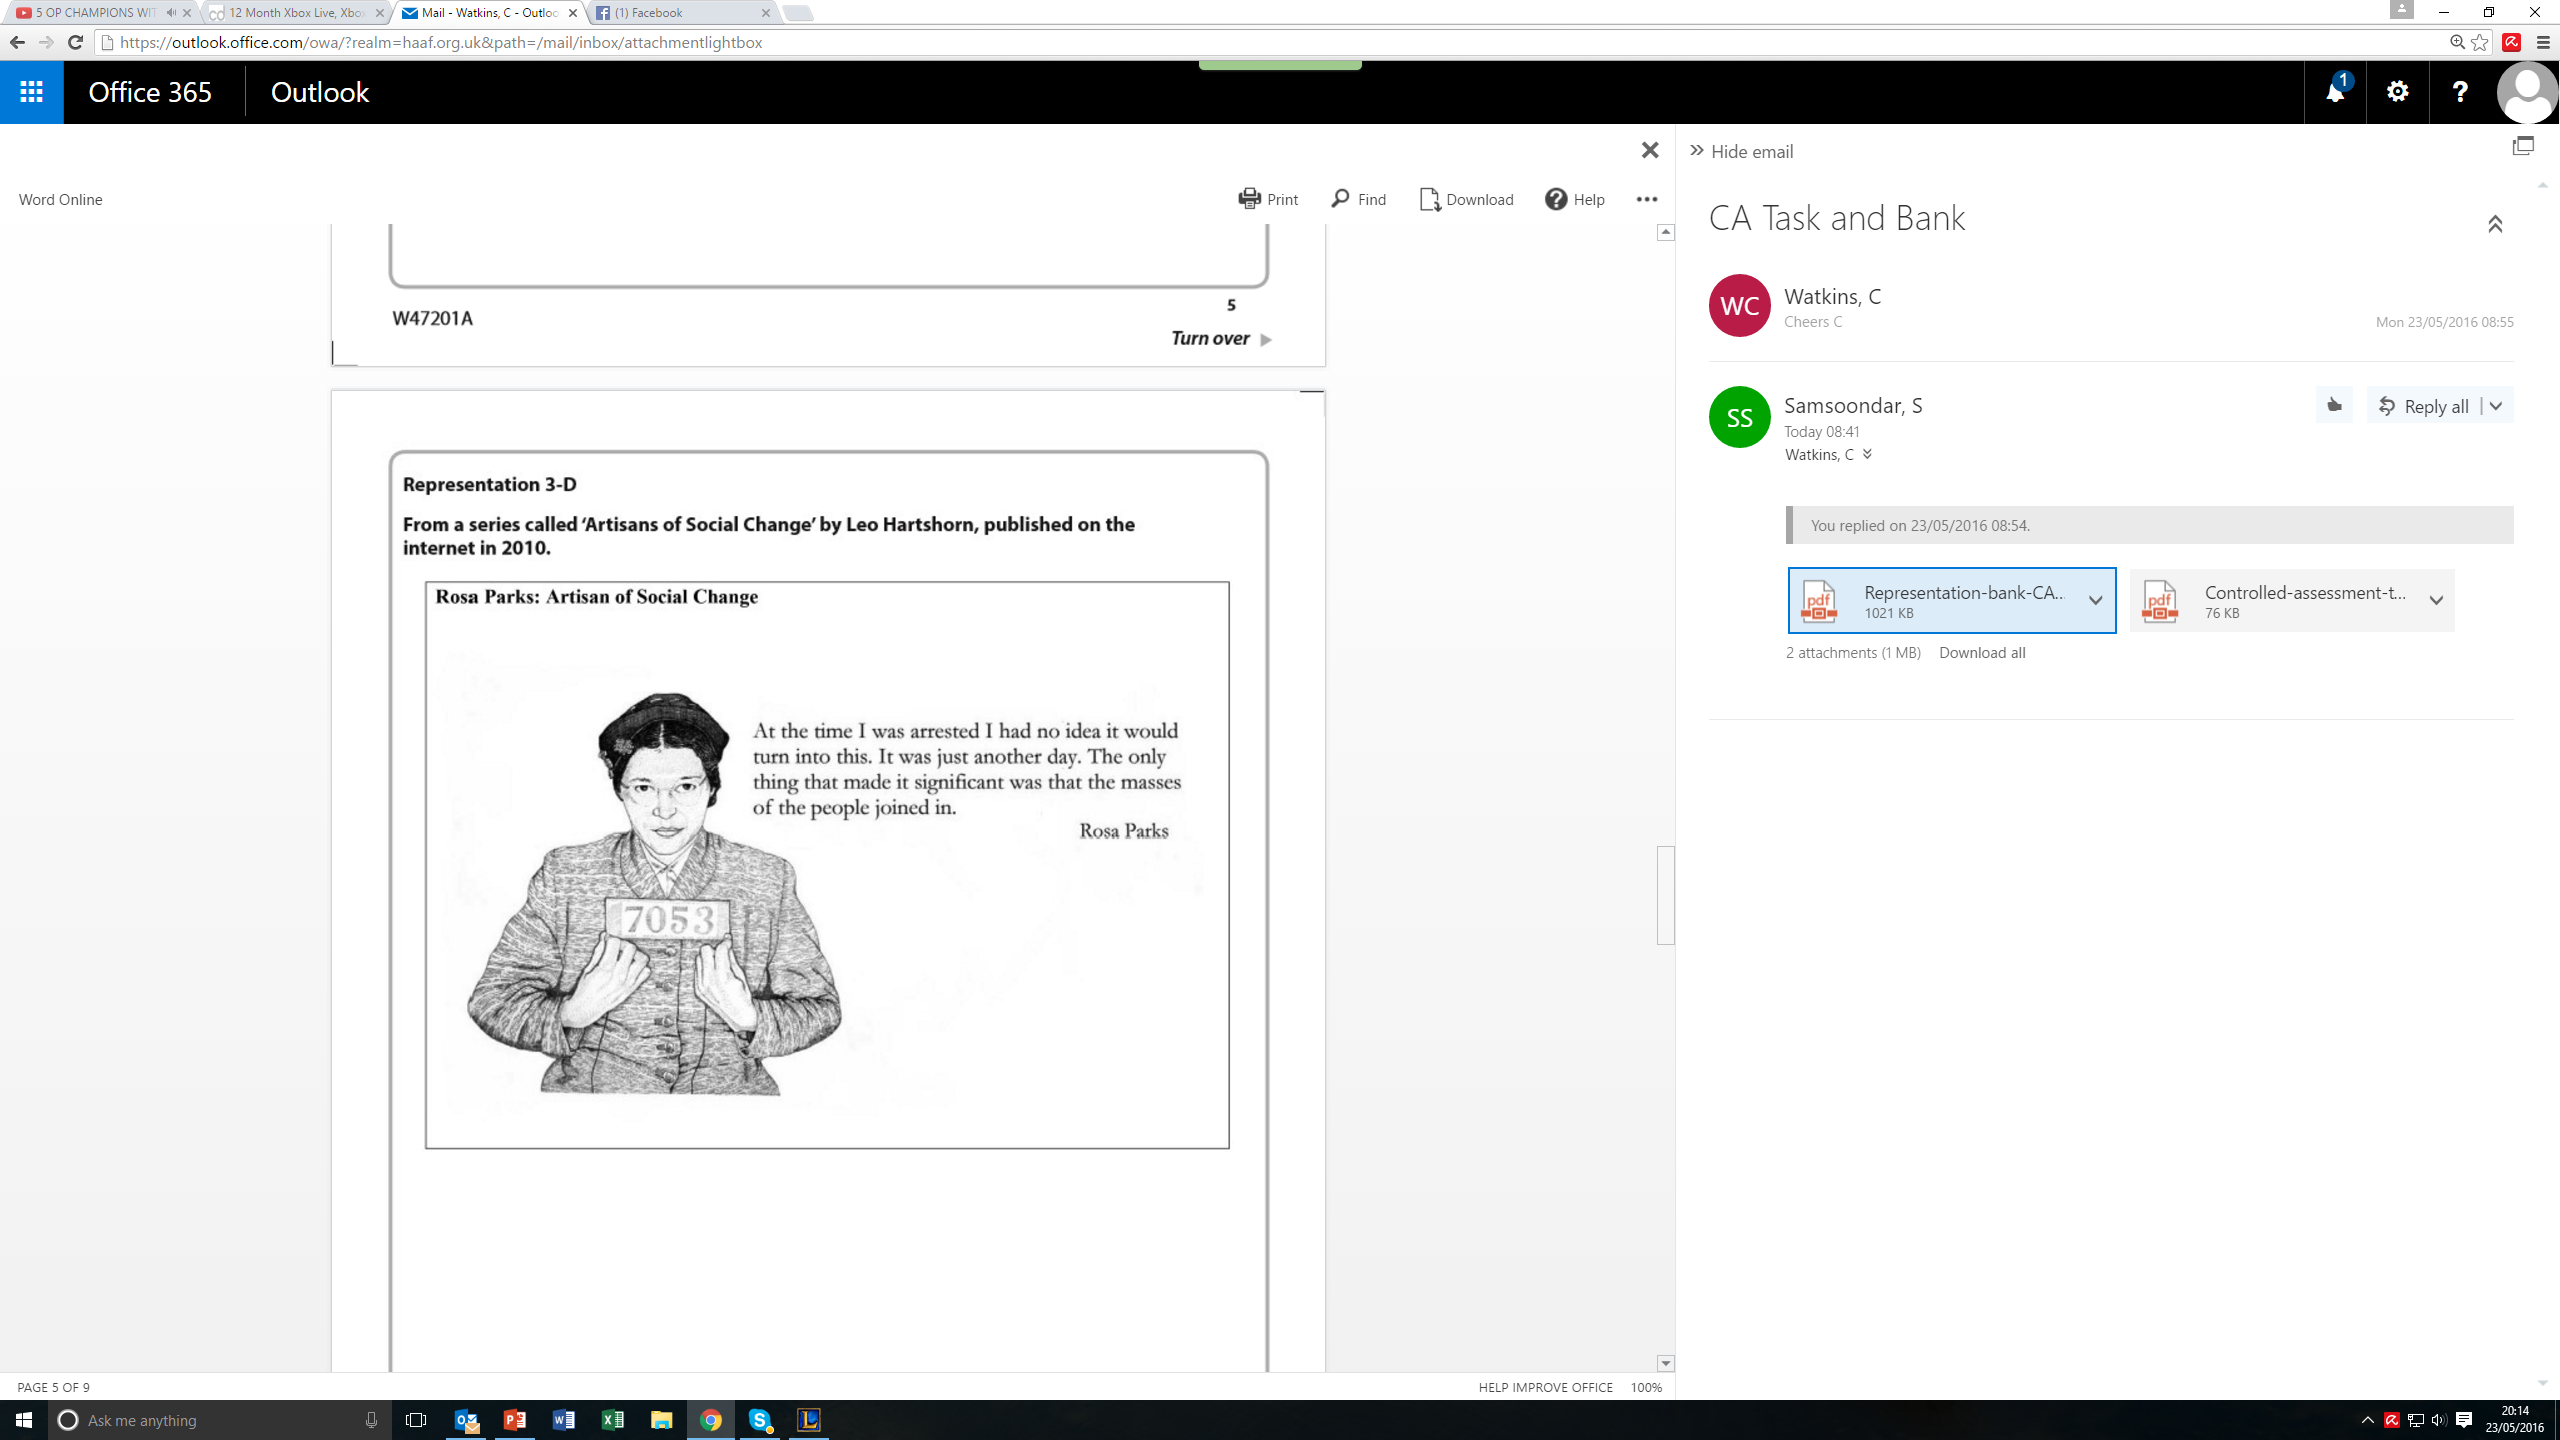 5 OP CHAMPIONS WIT
12 Month Xbox Live, Xbo
Mail - Watkins, C - Outloo
(1) Facebook
https://outlook.office.com/owa/?realm=haaf.org.uk&path=/mail/inbox/attachmentlightbox
Office 365
Outlook
1
?
Word Online
Print
Find
Download
Help
W47201A
5
Turn over
Representation 3-D
From a series called ‘Artisans of Social Change’ by Leo Hartshorn, published on the
internet in 2010.
Rosa Parks: Artisan of Social Change
At the time I was arrested I had no idea it would
turn into this. It was just another day. The only
thing that made it significant was that the masses
of the people joined in.
Rosa Parks
7053
PAGE 5 OF 9
HELP IMPROVE OFFICE 100%
Hide email
CA Task and Bank
WC
Watkins, C
Cheers C
Mon 23/05/2016 08:55
SS
Samsoondar, S
Today 08:41
Watkins, C
Reply all
You replied on 23/05/2016 08:54.
pdf
Representation-bank-CA...
1021 KB
pdf
Controlled-assessment-t...
76 KB
2 attachments (1 MB) Download all
Ask me anything
20:14
23/05/2016